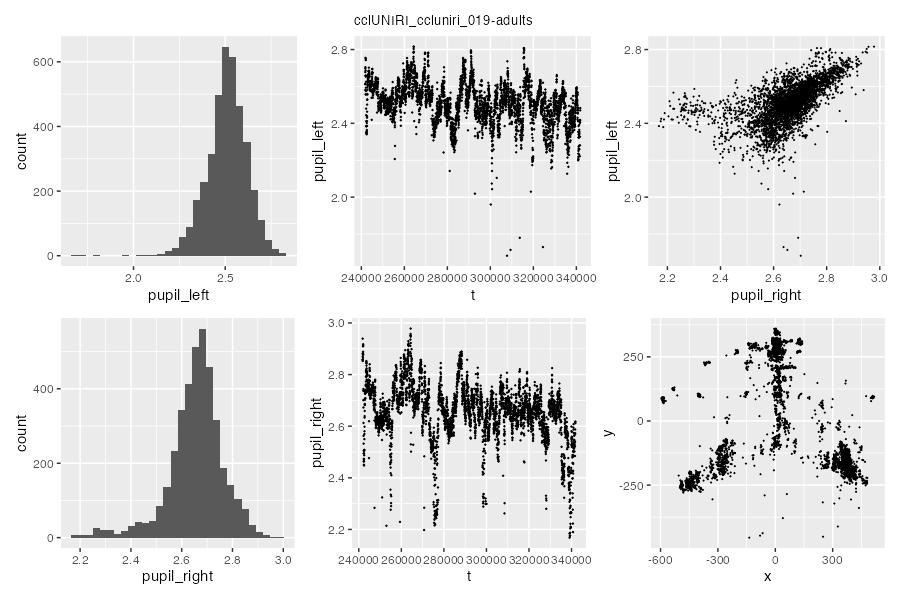 cclUNIRI_ccluniri_019-adults
600
400
200
0
count
2.0 2.5
pupil_left
2.8
2.4
2.0
pupil_left
240000 260000 280000 300000 320000 340000
t
2.8
2.4
2.0
pupil_left
2.2 2.4 2.6 2.8 3.0
pupil_right
400
200
0
count
2.2 2.4 2.6 2.8 3.0
pupil_right
3.0
2.8
2.6
2.4
2.2
pupil_right
240000 260000 280000 300000 320000 340000
t
250
0
-250
y
-600 -300 0 300
x